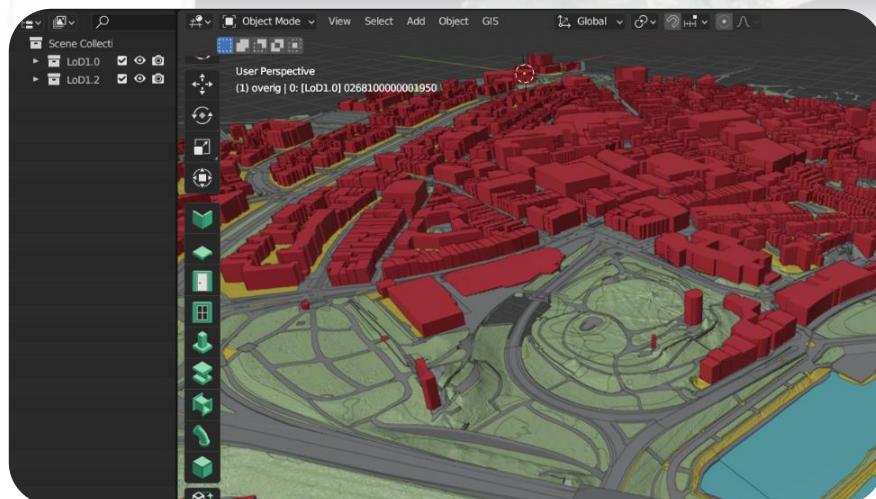 Object Mode View Select Add Object GIS Global
Scene Collecti
LoD1.0
LoD1.2
User Perspective
(1) overig | 0: [LoD1.0] 0268100000001950